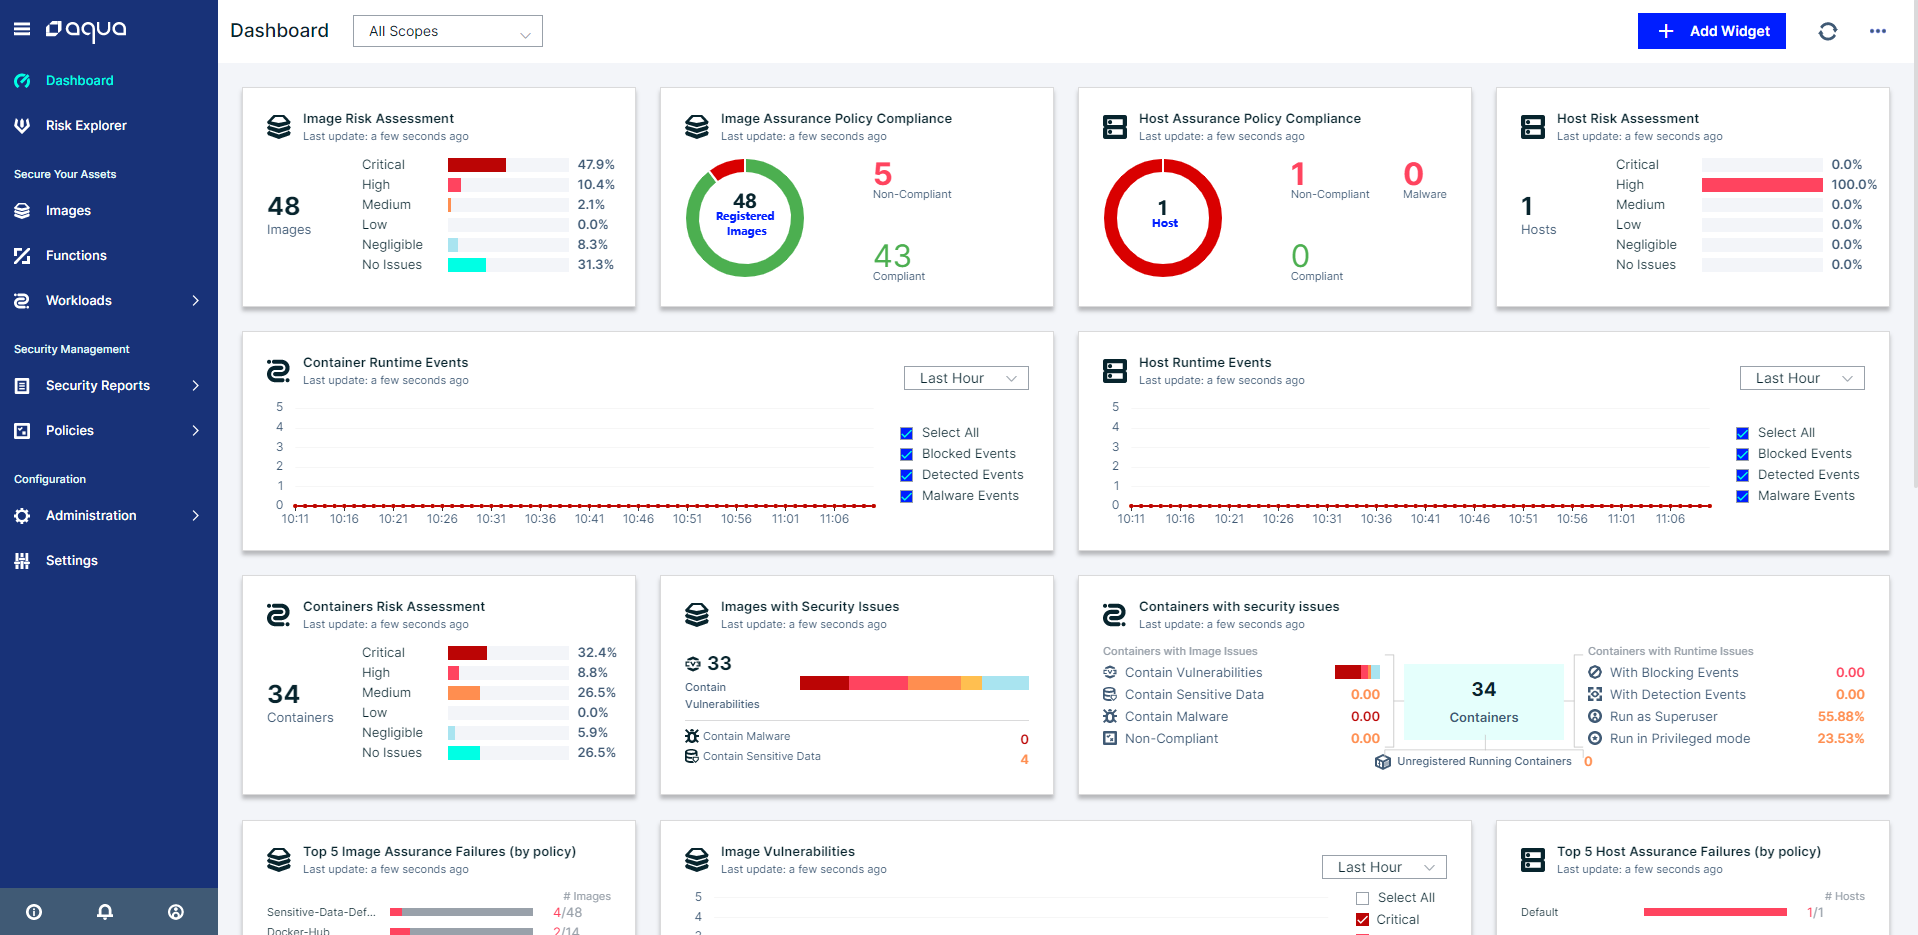 aqua
Dashboard
Risk Explorer
Secure Your Assets
Images
Functions
Workloads
Security Management
Security Reports
Policies
Configuration
Administration
Settings
Dashboard
All Scopes
Add Widget
Image Risk Assessment
Last update: a few seconds ago
48
Images
Critical 47.9%
High 10.4%
Medium 2.1%
Low 0.0%
Negligible 8.3%
No Issues 31.3%
Image Assurance Policy Compliance
Last update: a few seconds ago
48
Registered
Images
5
Non-Compliant
43
Compliant
Host Assurance Policy Compliance
Last update: a few seconds ago
1
Host
1
Non-Compliant
0
Malware
0
Compliant
Host Risk Assessment
Last update: a few seconds ago
1
Hosts
Critical 0.0%
High 100.0%
Medium 0.0%
Low 0.0%
Negligible 0.0%
No Issues 0.0%
Container Runtime Events
Last update: a few seconds ago
Last Hour
5
4
3
2
1
0
10:11 10:16 10:21 10:26 10:31 10:36 10:41 10:46 10:51 10:56 11:01 11:06
Select All
Blocked Events
Detected Events
Malware Events
Host Runtime Events
Last update: a few seconds ago
Last Hour
5
4
3
2
1
0
10:11 10:16 10:21 10:26 10:31 10:36 10:41 10:46 10:51 10:56 11:01 11:06
Select All
Blocked Events
Detected Events
Malware Events
Containers Risk Assessment
Last update: a few seconds ago
34
Containers
Critical 32.4%
High 8.8%
Medium 26.5%
Low 0.0%
Negligible 5.9%
No Issues 26.5%
Images with Security Issues
Last update: a few seconds ago
CVE 33
Contain
Vulnerabilities
Contain Malware 0
Contain Sensitive Data 4
Containers with security issues
Last update: a few seconds ago
Containers with Image Issues
Contain Vulnerabilities
Contain Sensitive Data 0.00
Contain Malware 0.00
Non-Compliant 0.00
34
Containers
Containers with Runtime Issues
With Blocking Events 0.00
With Detection Events 0.00
Run as Superuser 55.88%
Run in Privileged mode 23.53%
Unregistered Running Containers 0
Top 5 Image Assurance Failures (by policy)
Last update: a few seconds ago
# Images
Sensitive-Data-Def... 4/48
Docker-Hub 2/14
Image Vulnerabilities
Last update: a few seconds ago
Last Hour
5
4
3
Select All
Critical
Top 5 Host Assurance Failures (by policy)
Last update: a few seconds ago
# Hosts
Default 1/1